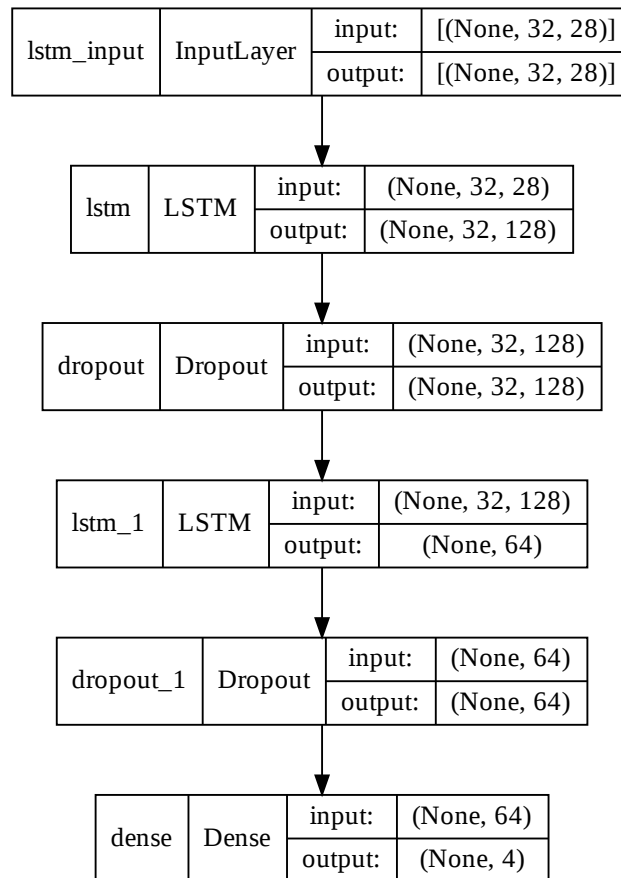 lstm_input InputLayer input: [(None, 32, 28)]
output: [(None, 32, 28)]
lstm LSTM input: (None, 32, 28)
output: (None, 32, 128)
dropout Dropout input: (None, 32, 128)
output: (None, 32, 128)
lstm_1 LSTM input: (None, 32, 128)
output: (None, 64)
dropout_1 Dropout input: (None, 64)
output: (None, 64)
dense Dense input: (None, 64)
output: (None, 4)